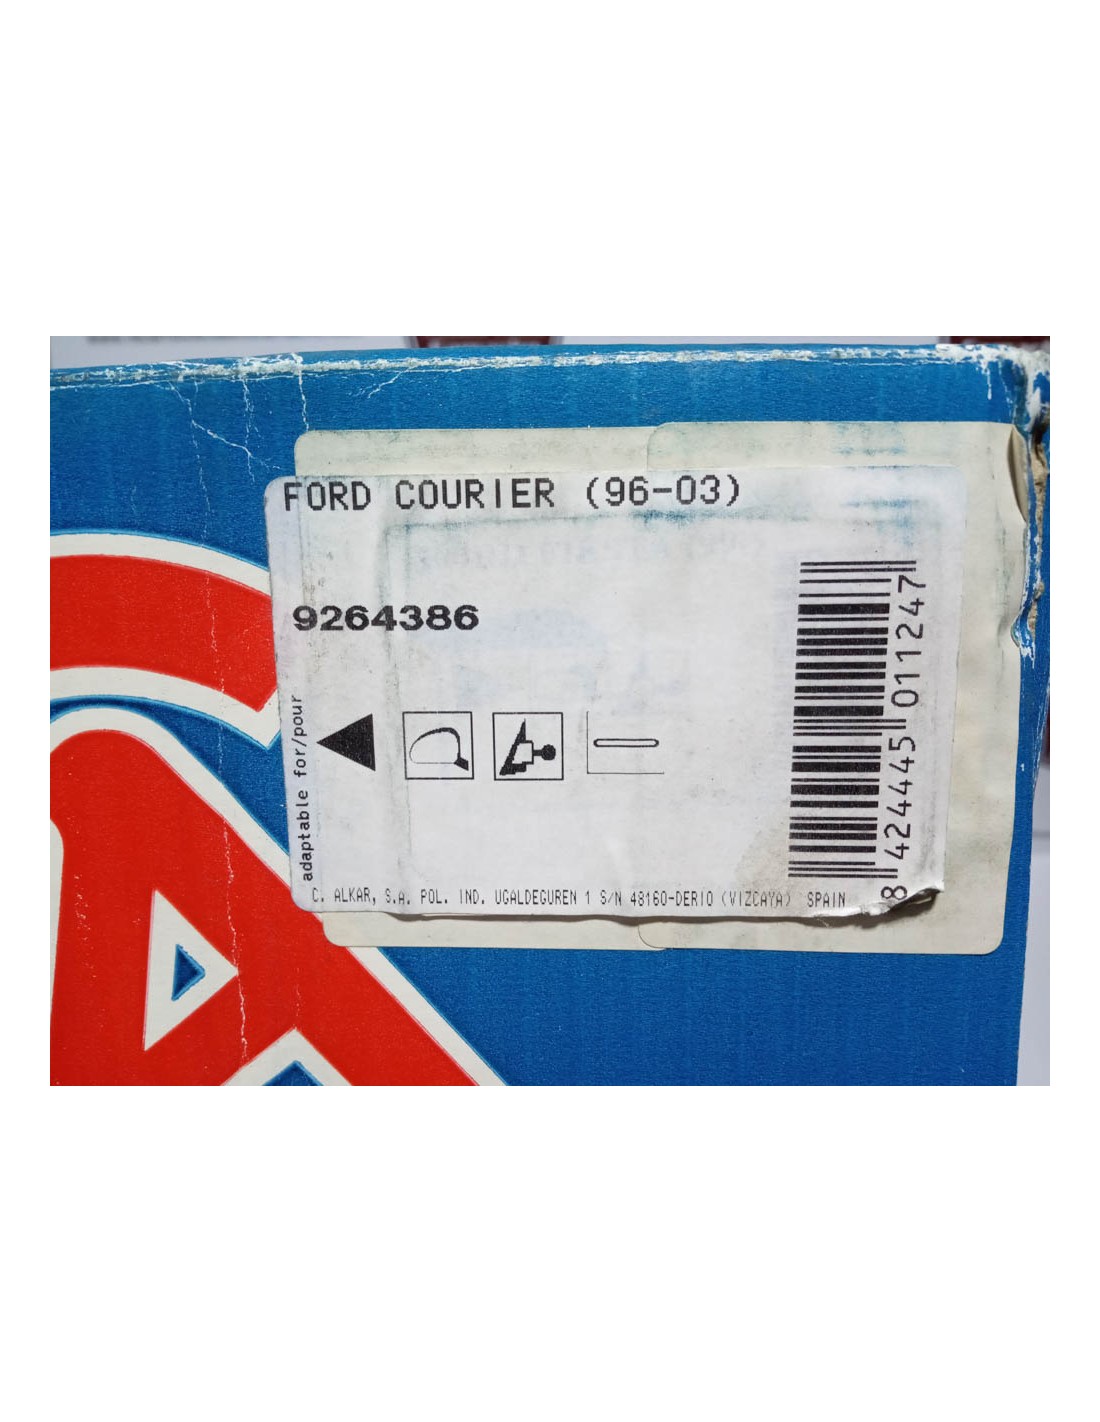 FORD COURIER (96-03)
9264386
adaptable for/pour
8 424445 011247
C. ALKAR, S.A. POL. IND. UGALDEGUREN 1 S/N 48160-DERIO (VIZCAYA) SPAIN